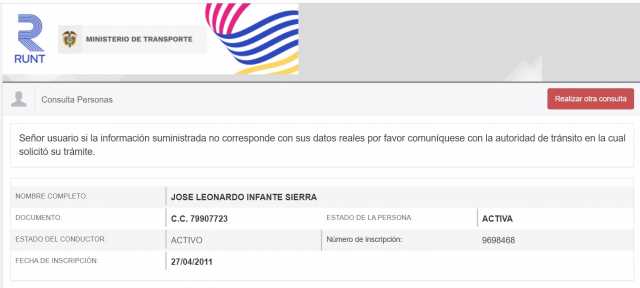 RUNT
MINISTERIO DE TRANSPORTE
Consulta Personas
Realizar otra consulta
Señor usuario si la información suministrada no corresponde con sus datos reales por favor comuníquese con la autoridad de tránsito en la cual
solicitó su trámite.
NOMBRE COMPLETO: JOSE LEONARDO INFANTE SIERRA
DOCUMENTO: C.C. 79907723 ESTADO DE LA PERSONA: ACTIVA
ESTADO DEL CONDUCTOR: ACTIVO Número de inscripción: 9698468
FECHA DE INSCRIPCIÓN: 27/04/2011